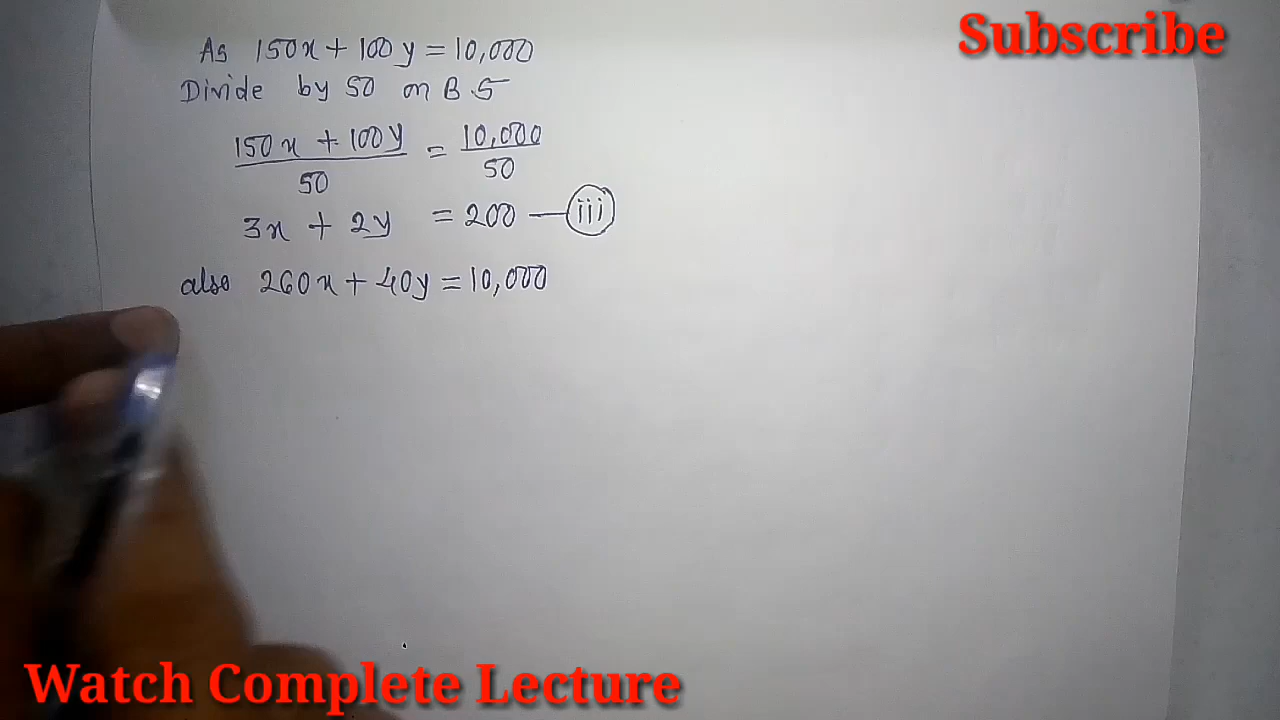 Subscribe
As 150x + 100y = 10,000
Divide by 50 on B.S
150x + 100y / 50 = 10,000 / 50
3x + 2y = 200 — iii
also 260x + 40y = 10,000
Watch Complete Lecture